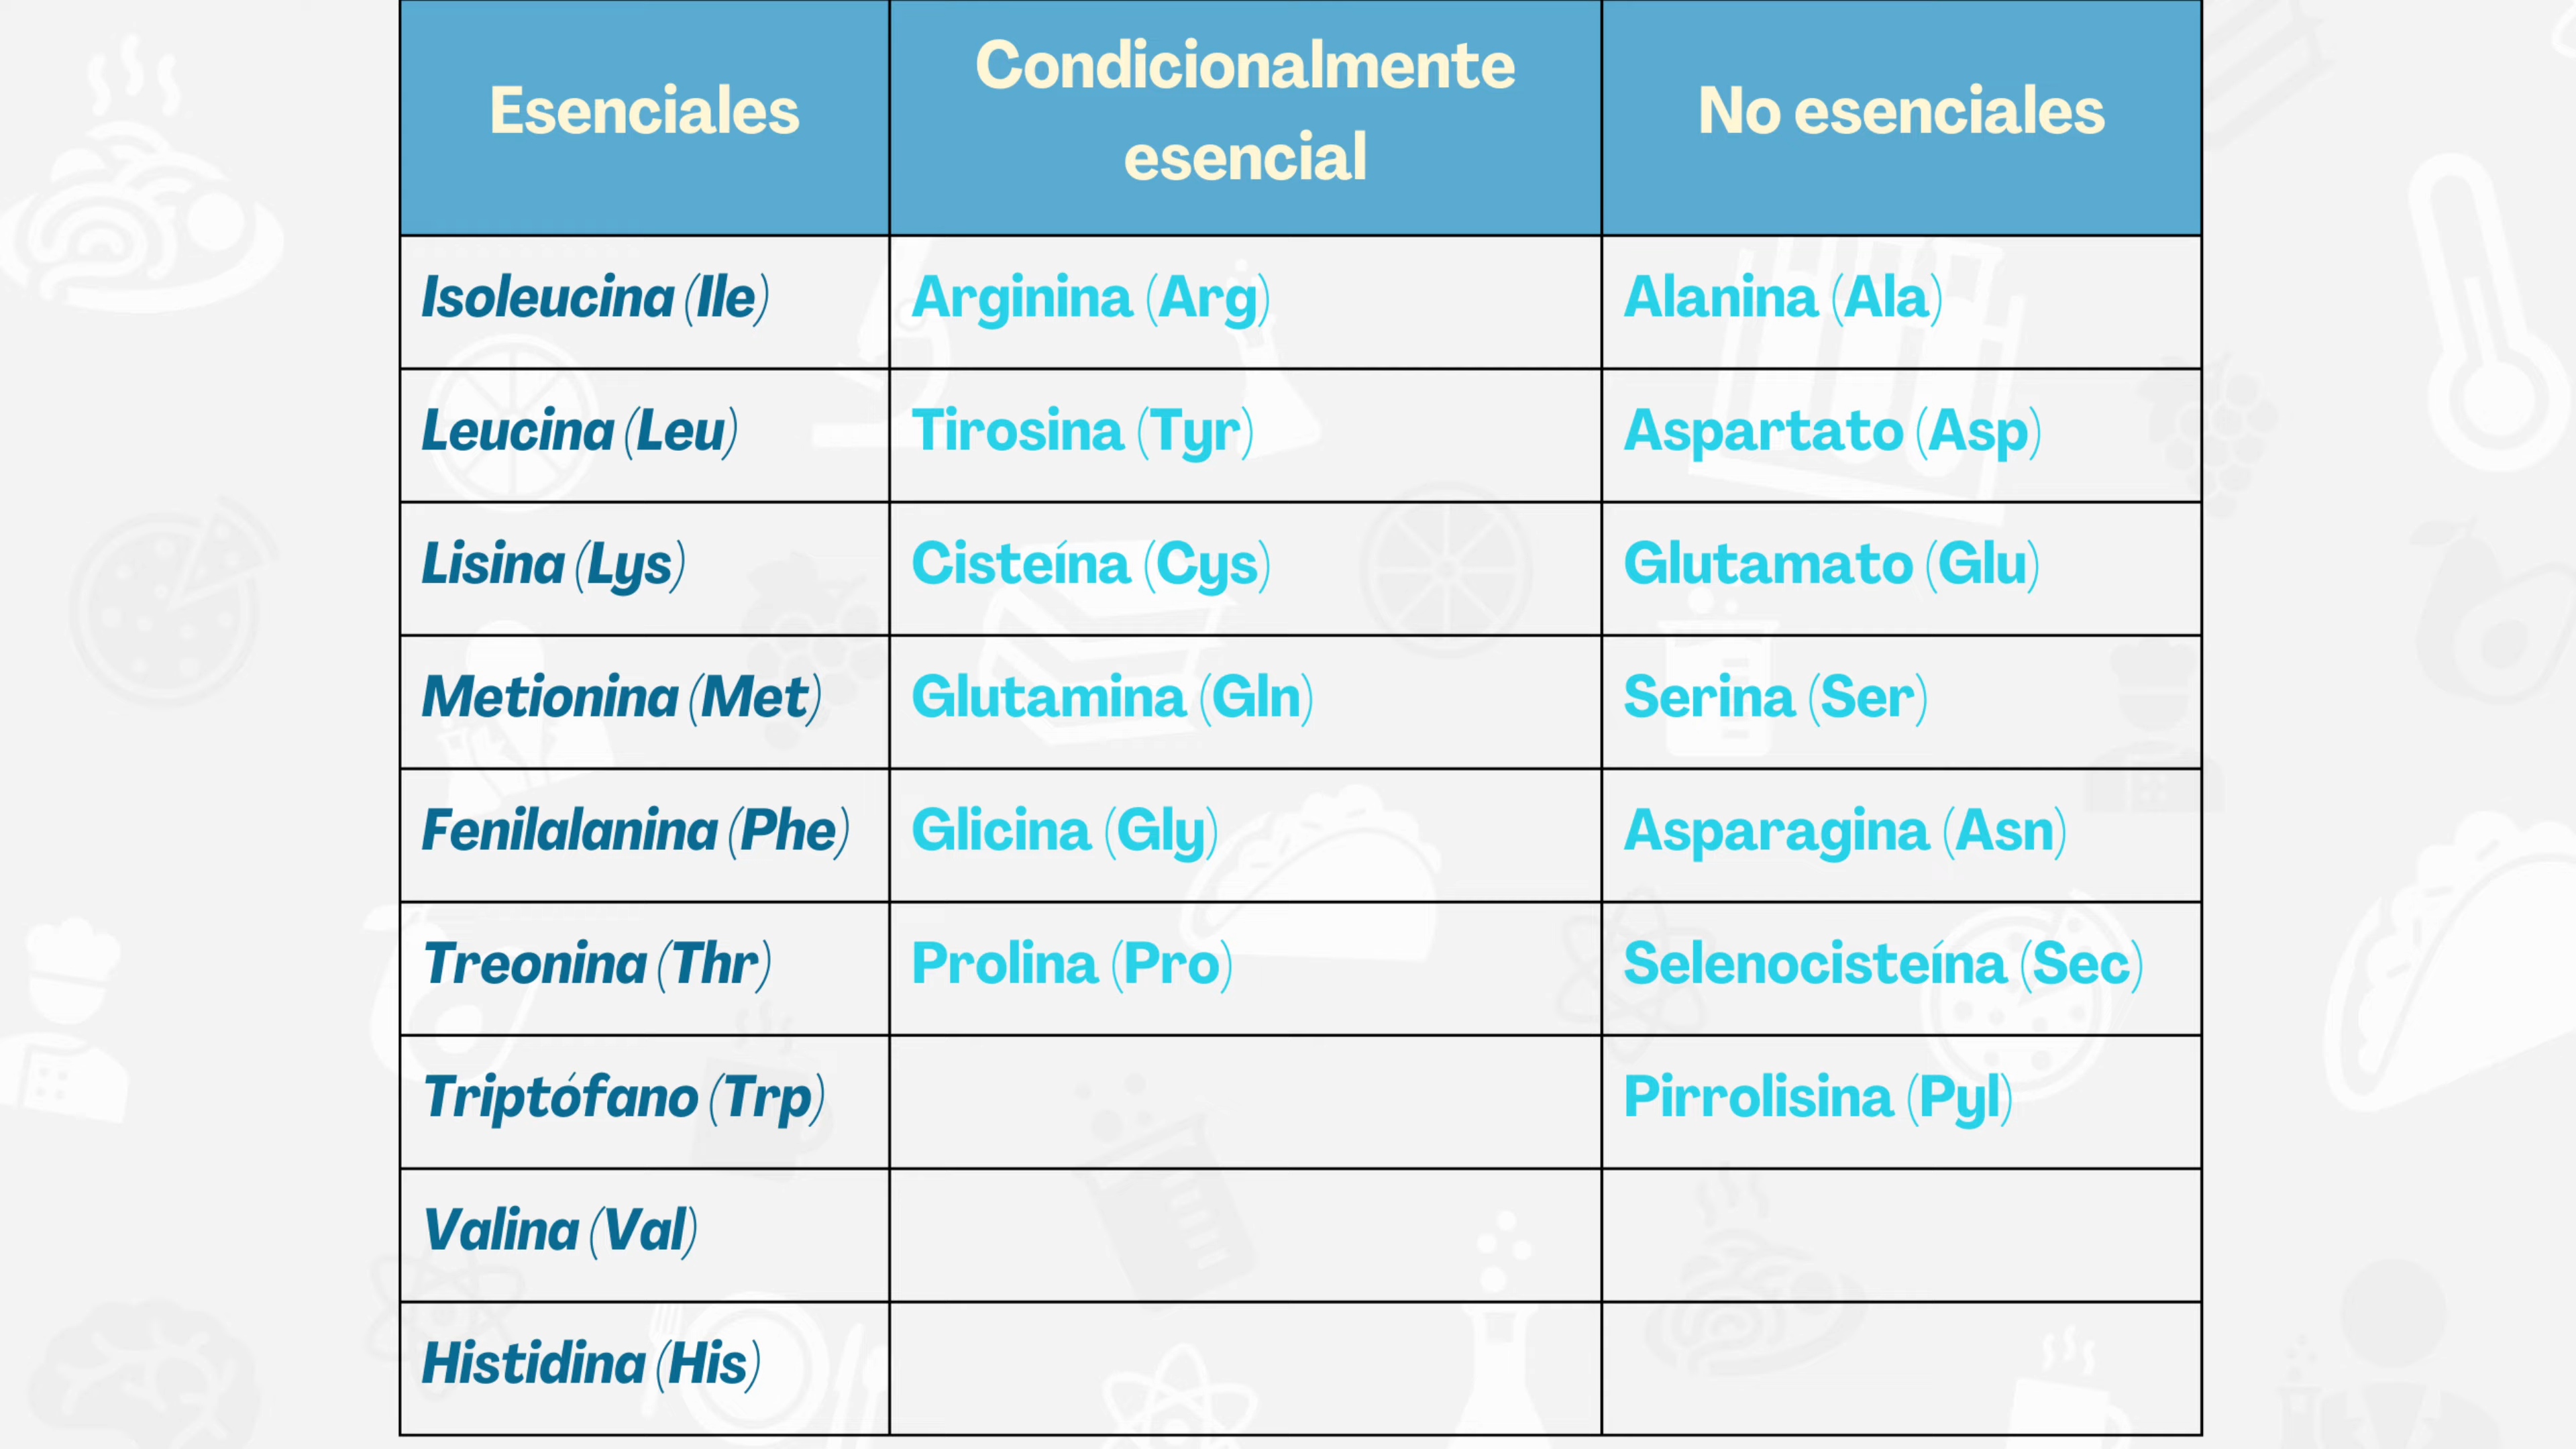 Esenciales
Condicionalmente
esencial
No esenciales
Isoleucina (Ile)
Arginina (Arg)
Alanina (Ala)
Leucina (Leu)
Tirosina (Tyr)
Aspartato (Asp)
Lisina (Lys)
Cisteína (Cys)
Glutamato (Glu)
Metionina (Met)
Glutamina (Gln)
Serina (Ser)
Fenilalanina (Phe)
Glicina (Gly)
Asparagina (Asn)
Treonina (Thr)
Prolina (Pro)
Selenocisteína (Sec)
Triptófano (Trp)
Pirrolisina (Pyl)
Valina (Val)
Histidina (His)